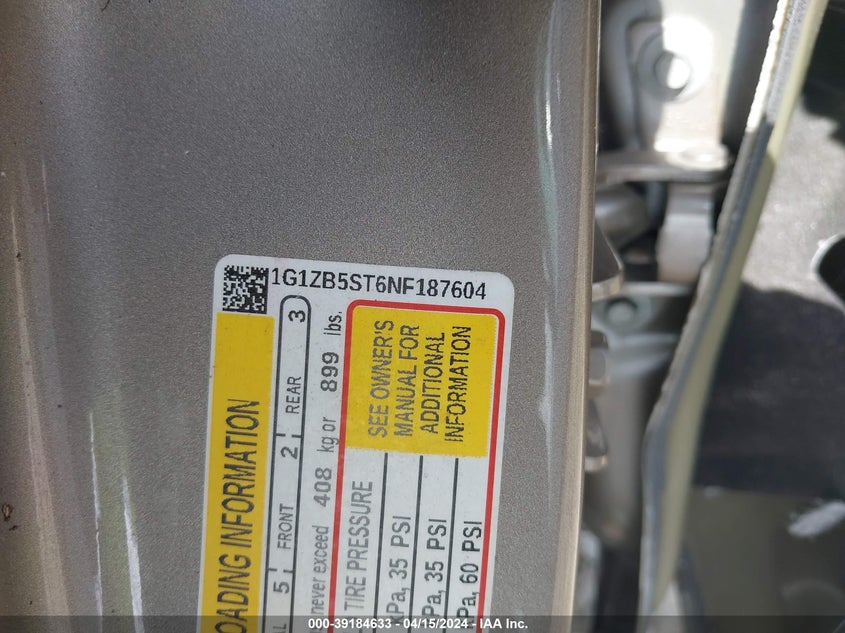 1G1ZB5ST6NF187604
OADING INFORMATION
5 FRONT 2 REAR 3
never exceed 408 kg or 899 lbs.
TIRE PRESSURE
SEE OWNER'S
MANUAL FOR
ADDITIONAL
INFORMATION
Pa, 35 PSI
Pa, 35 PSI
Pa, 60 PSI
000-39184633 - 04/15/2024 - IAA Inc.